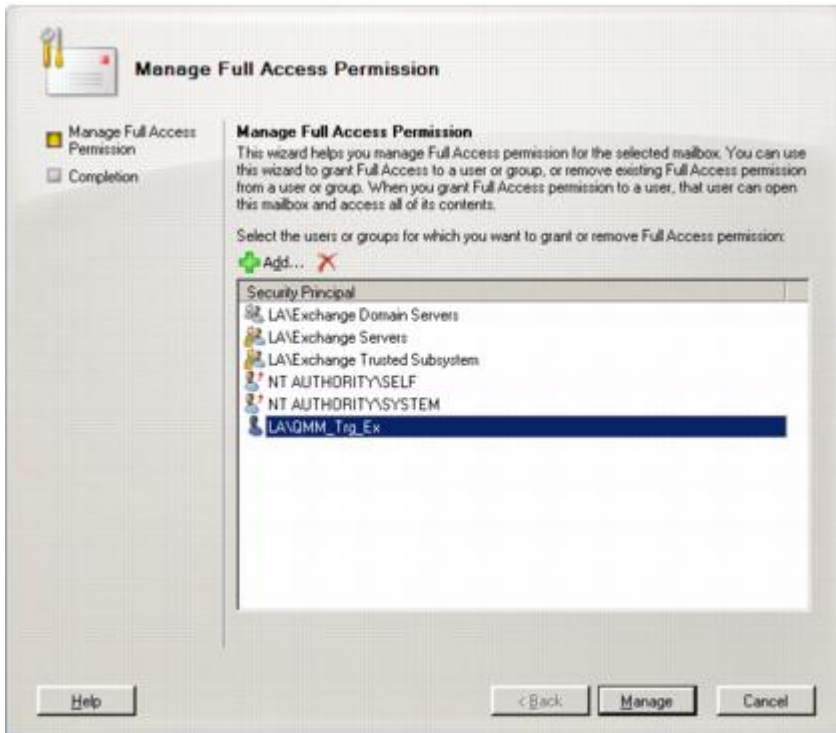 Manage Full Access Permission
Manage Full Access
Permission
Completion
Manage Full Access Permission
This wizard helps you manage Full Access permission for the selected mailbox. You can use
this wizard to grant Full Access to a user or group, or remove existing Full Access permission
from a user or group. When you grant Full Access permission to a user, that user can open
this mailbox and access all of its contents.
Select the users or groups for which you want to grant or remove Full Access permission:
Add...
Security Principal
LA\Exchange Domain Servers
LA\Exchange Servers
LA\Exchange Trusted Subsystem
NT AUTHORITY\SELF
NT AUTHORITY\SYSTEM
LA\QMM_Trg_Ex
Help
< Back
Manage
Cancel